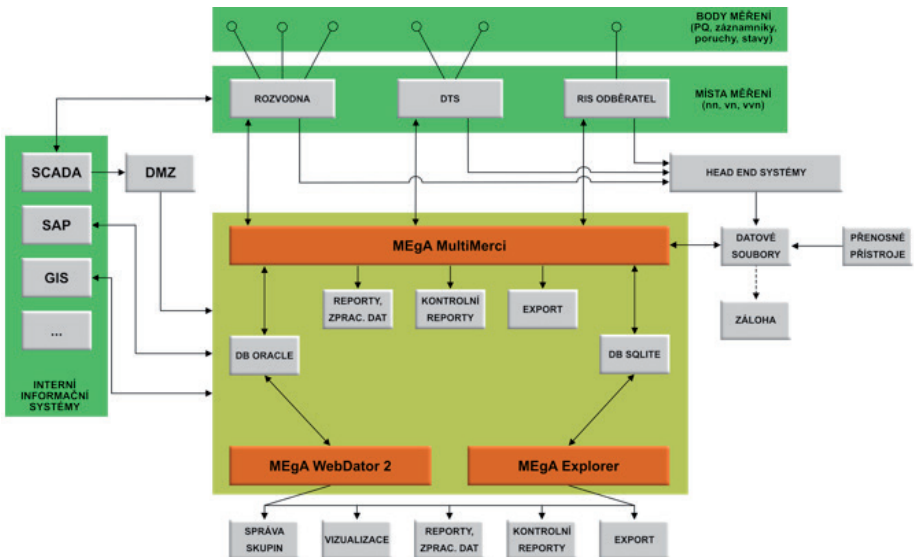 BODY MĚŘENÍ
(PQ, záznamníky,
poruchy, stavy)
ROZVODNA
DTS
RIS ODBĚRATEL
MÍSTA MĚŘENÍ
(nn, vn, vvn)
SCADA
DMZ
HEAD END SYSTÉMY
SAP
MEgA MultiMerci
DATOVÉ
SOUBORY
PŘENOSNÉ
PŘÍSTROJE
GIS
REPORTY,
ZPRAC. DAT
KONTROLNÍ
REPORTY
EXPORT
ZÁLOHA
...
DB ORACLE
DB SQLITE
INTERNÍ
INFORMAČNÍ
SYSTÉMY
MEgA WebDator 2
MEgA Explorer
SPRÁVA
SKUPIN
VIZUALIZACE
REPORTY,
ZPRAC. DAT
KONTROLNÍ
REPORTY
EXPORT